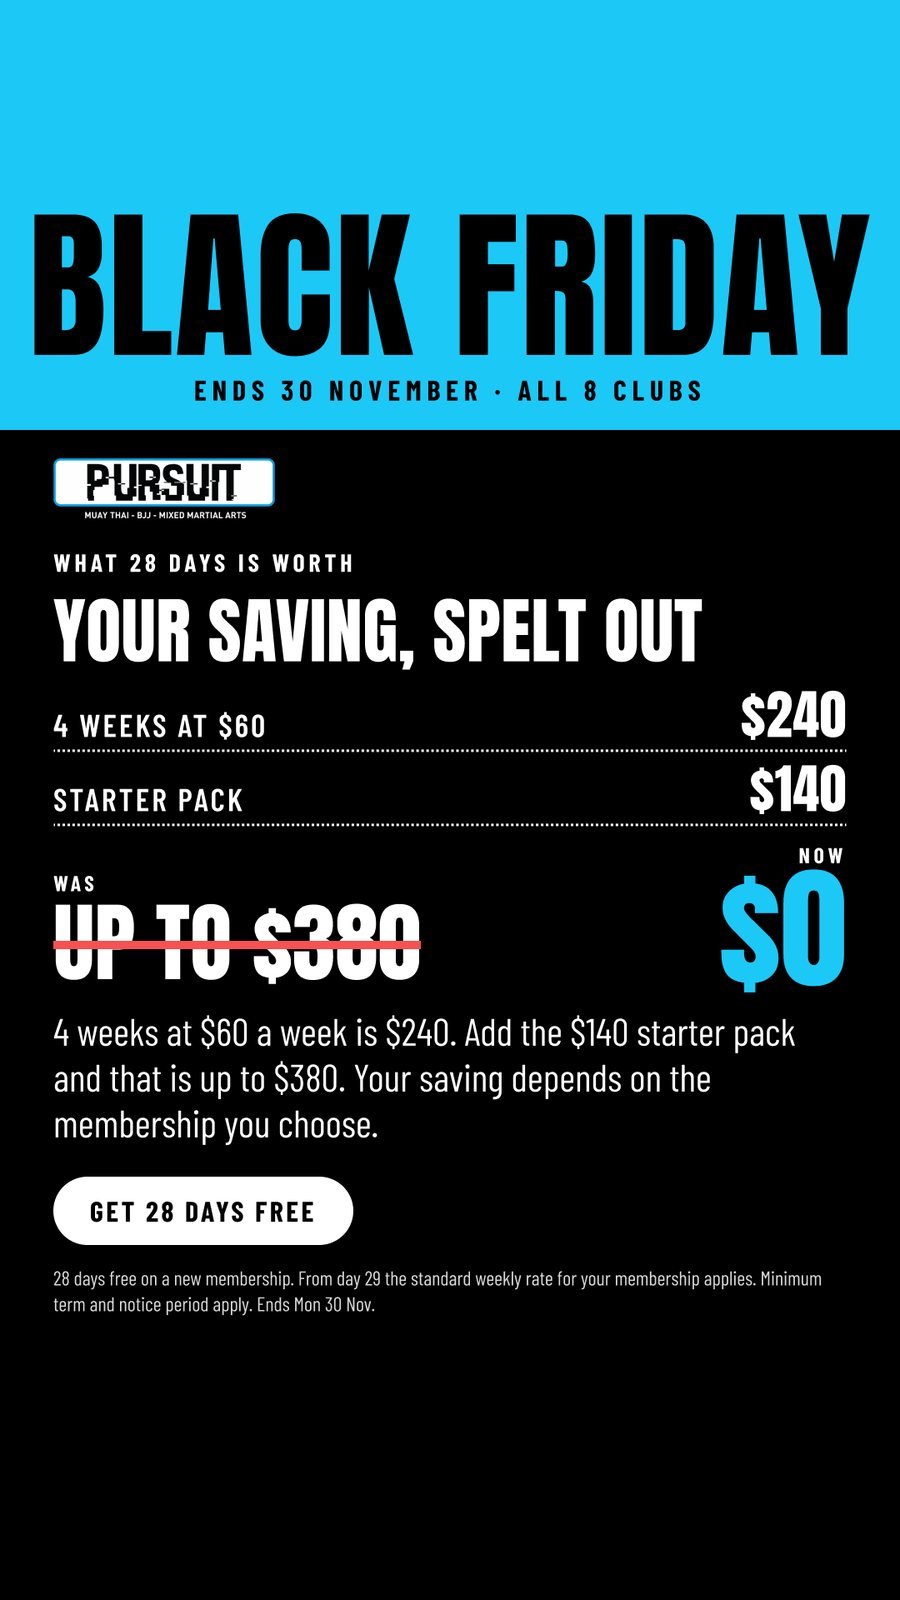 BLACK FRIDAY
ENDS 30 NOVEMBER · ALL 8 CLUBS
PURSUIT
MUAY THAI - BJJ - MIXED MARTIAL ARTS
WHAT 28 DAYS IS WORTH
YOUR SAVING, SPELT OUT
4 WEEKS AT $60 $240
STARTER PACK $140
NOW
WAS
UP TO $380 $0
4 weeks at $60 a week is $240. Add the $140 starter pack
and that is up to $380. Your saving depends on the
membership you choose.
GET 28 DAYS FREE
28 days free on a new membership. From day 29 the standard weekly rate for your membership applies. Minimum
term and notice period apply. Ends Mon 30 Nov.